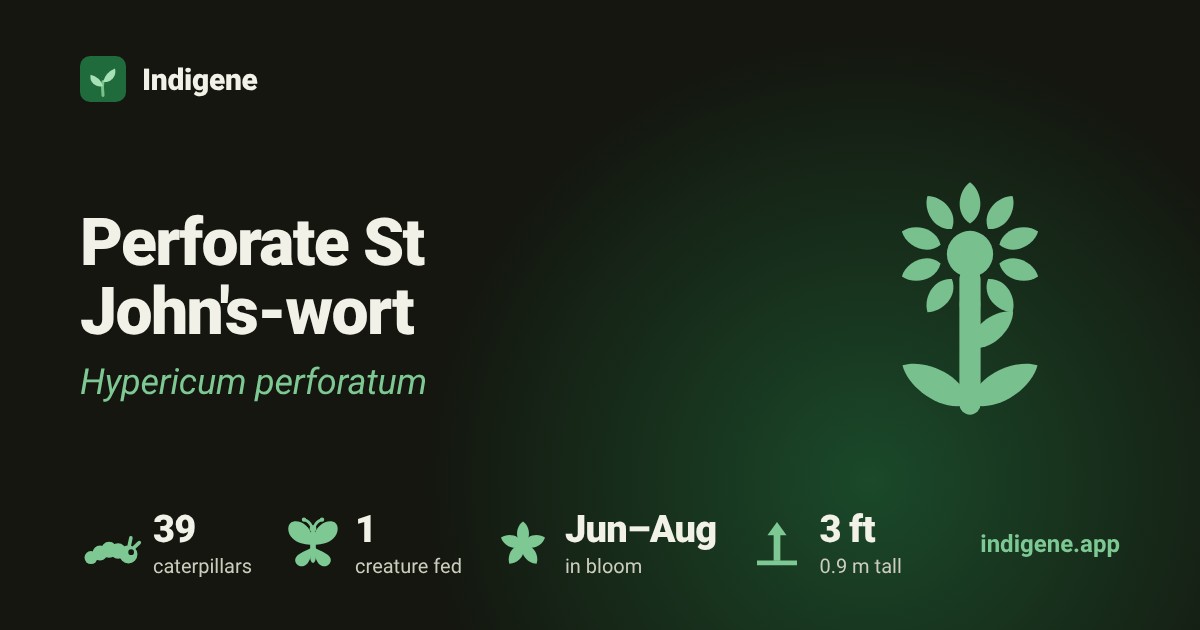 Indigene
Perforate St
John's-wort
Hypericum perforatum
39
caterpillars
1
creature fed
Jun–Aug
in bloom
3 ft
0.9 m tall
indigene.app